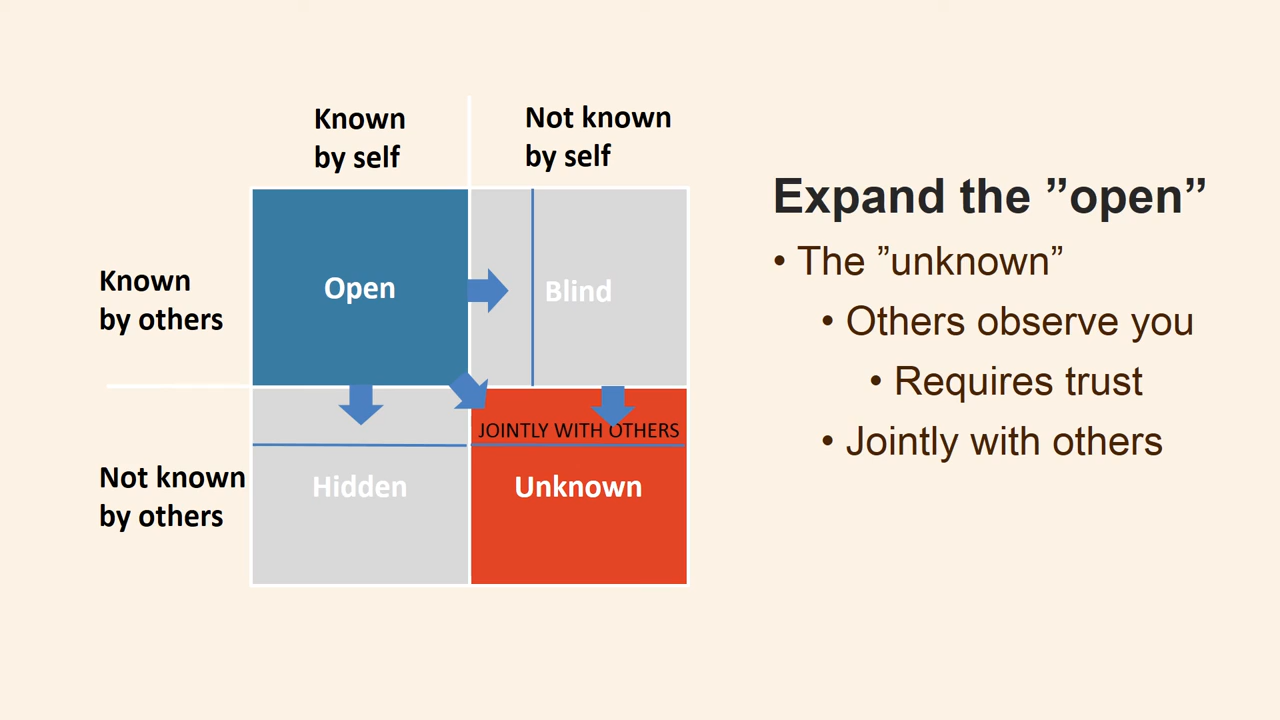 Known
by self
Not known
by self
Known
by others
Open
Blind
JOINTLY WITH OTHERS
Not known
by others
Hidden
Unknown
Expand the ”open”
• The ”unknown”
• Others observe you
• Requires trust
• Jointly with others